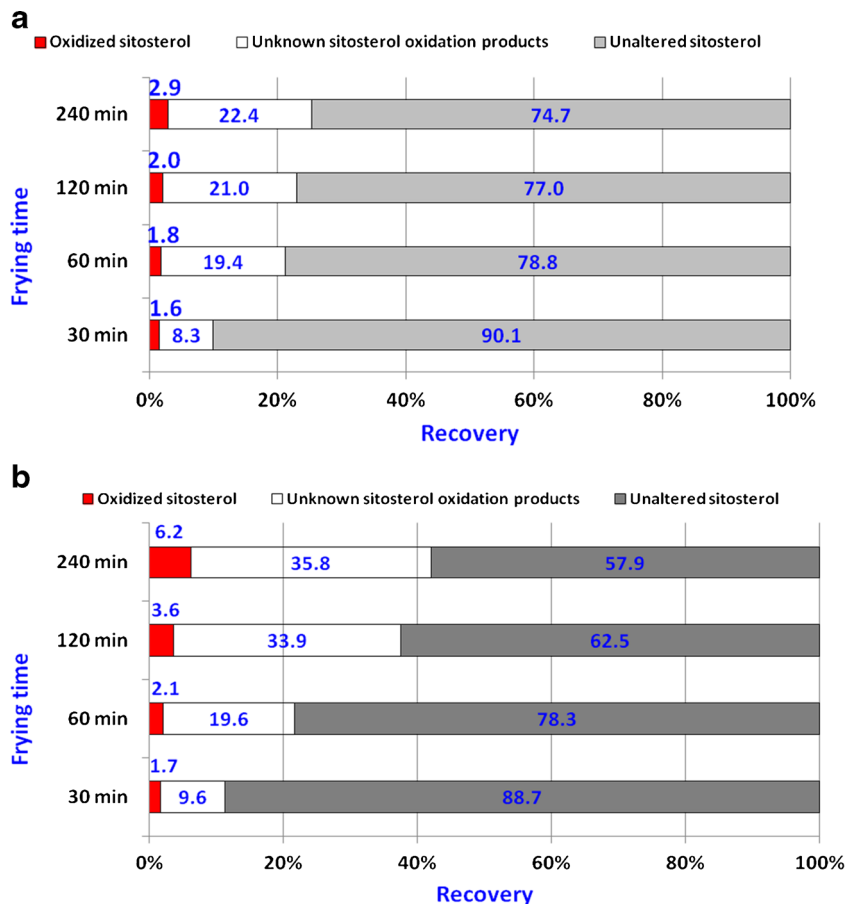 a
Oxidized sitosterol Unknown sitosterol oxidation products Unaltered sitosterol
2.9
240 min 22.4 74.7
2.0
120 min 21.0 77.0
1.8
60 min 19.4 78.8
1.6
30 min 8.3 90.1
Frying time
0% 20% 40% 60% 80% 100%
Recovery
b
Oxidized sitosterol Unknown sitosterol oxidation products Unaltered sitosterol
6.2
240 min 35.8 57.9
3.6
120 min 33.9 62.5
2.1
60 min 19.6 78.3
1.7
30 min 9.6 88.7
Frying time
0% 20% 40% 60% 80% 100%
Recovery